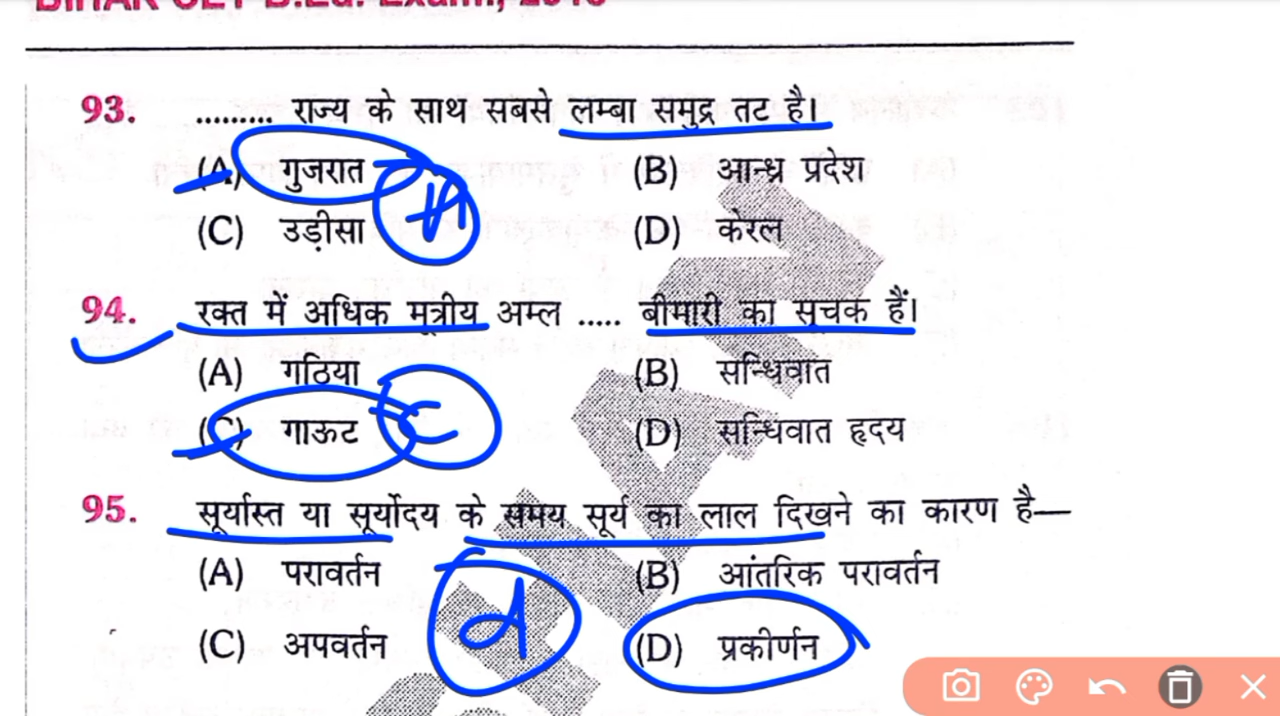 93. .......... राज्य के साथ सबसे लम्बा समुद्र तट है।
(A) गुजरात (B) आन्ध्र प्रदेश
(C) उड़ीसा (D) केरल
94. रक्त में अधिक मूत्रीय अम्ल ..... बीमारी का सूचक हैं।
(A) गठिया (B) सन्धिवात
(C) गाऊट C (D) सन्धिवात हृदय
95. सूर्यास्त या सूर्योदय के समय सूर्य का लाल दिखने का कारण है—
(A) परावर्तन (B) आंतरिक परावर्तन
(C) अपवर्तन d (D) प्रकीर्णन